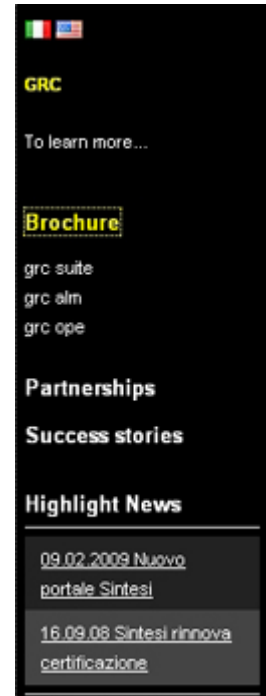 GRC
To learn more...
Brochure
grc suite
grc alm
grc ope
Partnerships
Success stories
Highlight News
09.02.2009 Nuovo
portale Sintesi
16.09.08 Sintesi rinnova
certificazione